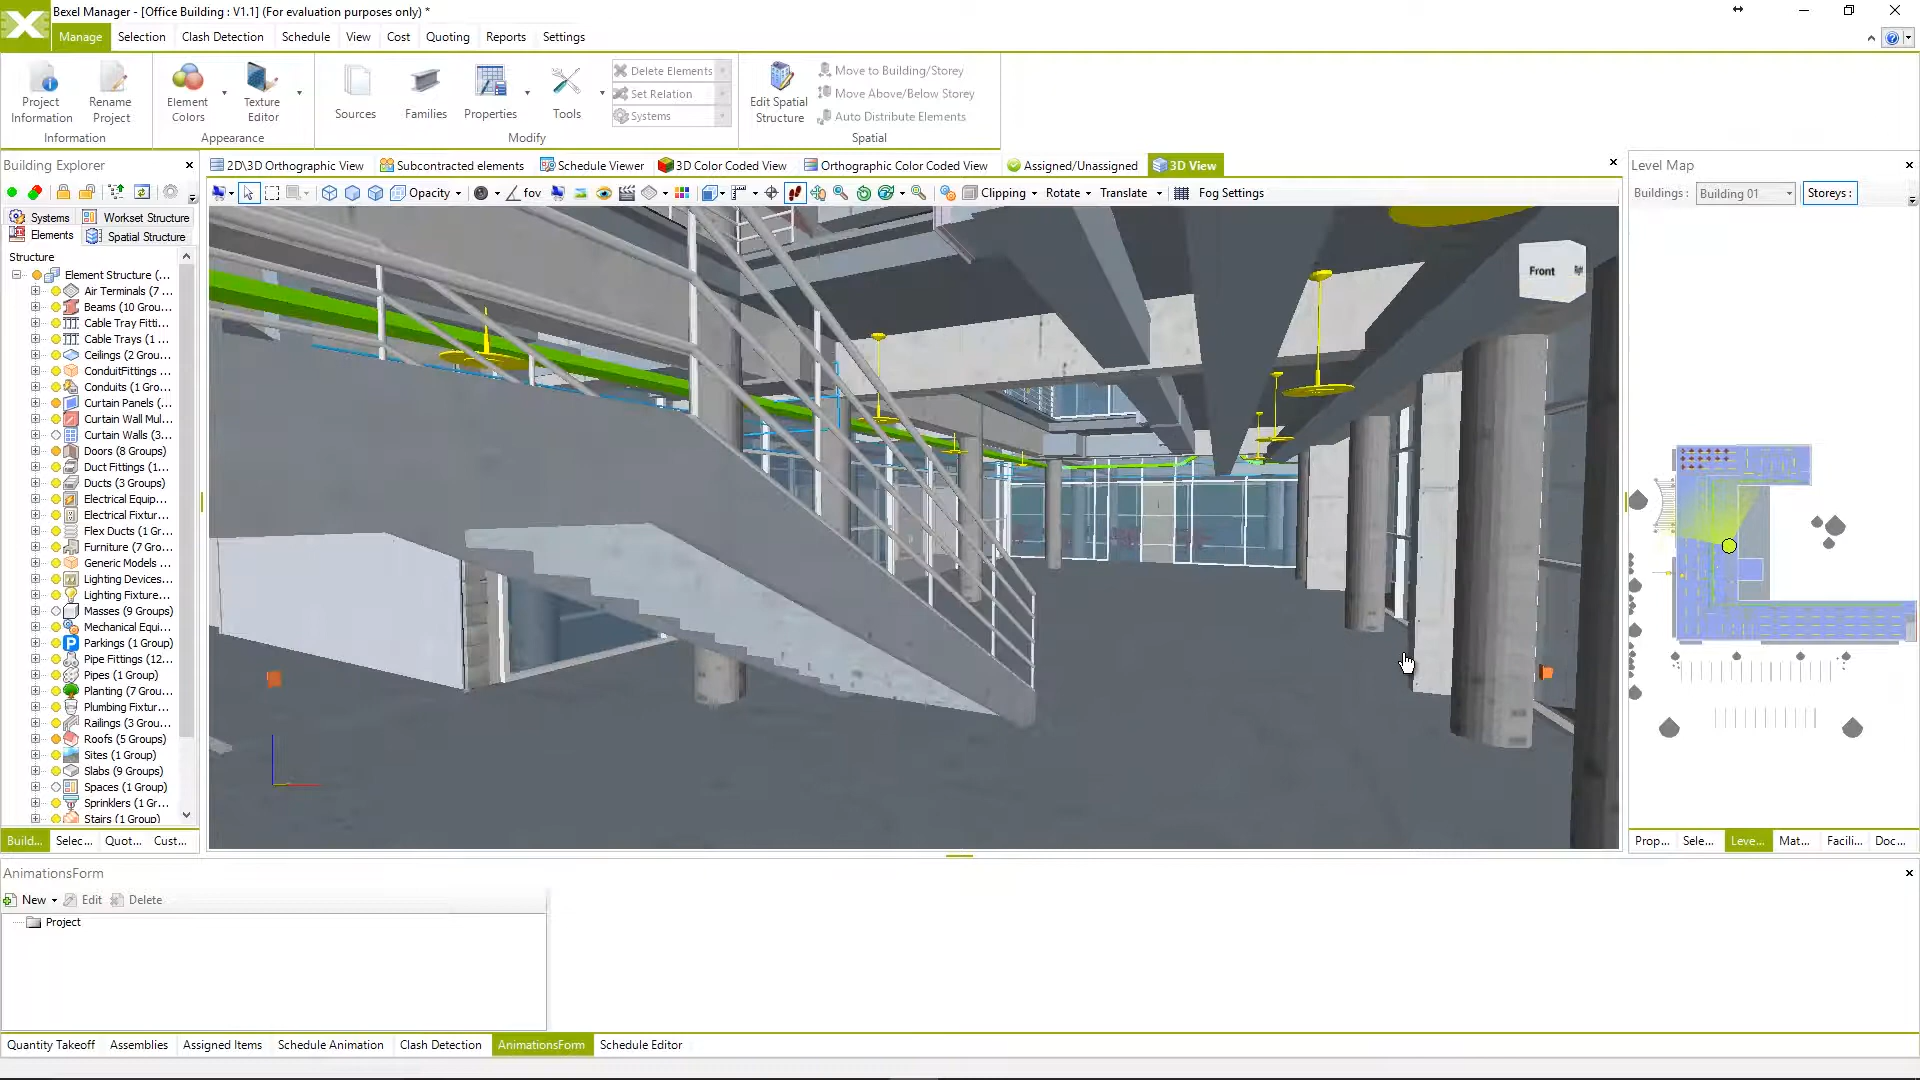 Bexel Manager - [Office Building : V1.1] (For evaluation purposes only) *
Manage Selection Clash Detection Schedule View Cost Quoting Reports Settings
Project Information
Rename Project
Information
Element Colors
Texture Editor
Appearance
Sources
Families
Properties
Tools
Delete Elements
Set Relation
Systems
Modify
Edit Spatial Structure
Move to Building/Storey
Move Above/Below Storey
Auto Distribute Elements
Spatial
Building Explorer
2D\3D Orthographic View Subcontracted elements Schedule Viewer 3D Color Coded View Orthographic Color Coded View Assigned/Unassigned 3D View
Opacity fov Clipping Rotate Translate Fog Settings
Systems Workset Structure
Elements Spatial Structure
Structure
Element Structure (...
Air Terminals (7 ...
Beams (10 Grou...
Cable Tray Fitti...
Cable Trays (1 ...
Ceilings (2 Grou...
ConduitFittings ...
Conduits (1 Gro...
Curtain Panels (...
Curtain Wall Mul...
Curtain Walls (3...
Doors (8 Groups)
Duct Fittings (1...
Ducts (3 Groups)
Electrical Equip...
Electrical Fixtur...
Flex Ducts (1 Gr...
Furniture (7 Gro...
Generic Models ...
Lighting Devices...
Lighting Fixture...
Masses (9 Groups)
Mechanical Equi...
Parkings (1 Group)
Pipe Fittings (12...
Pipes (1 Group)
Planting (7 Grou...
Plumbing Fixtur...
Railings (3 Grou...
Roofs (5 Groups)
Sites (1 Group)
Slabs (9 Groups)
Spaces (1 Group)
Sprinklers (1 Gr...
Stairs (1 Group)
Build... Selec... Quot... Cust...
Front
Level Map
Buildings : Building 01 Storeys :
Prop... Sele... Leve... Mat... Facili... Doc...
AnimationsForm
New Edit Delete
Project
Quantity Takeoff Assemblies Assigned Items Schedule Animation Clash Detection AnimationsForm Schedule Editor